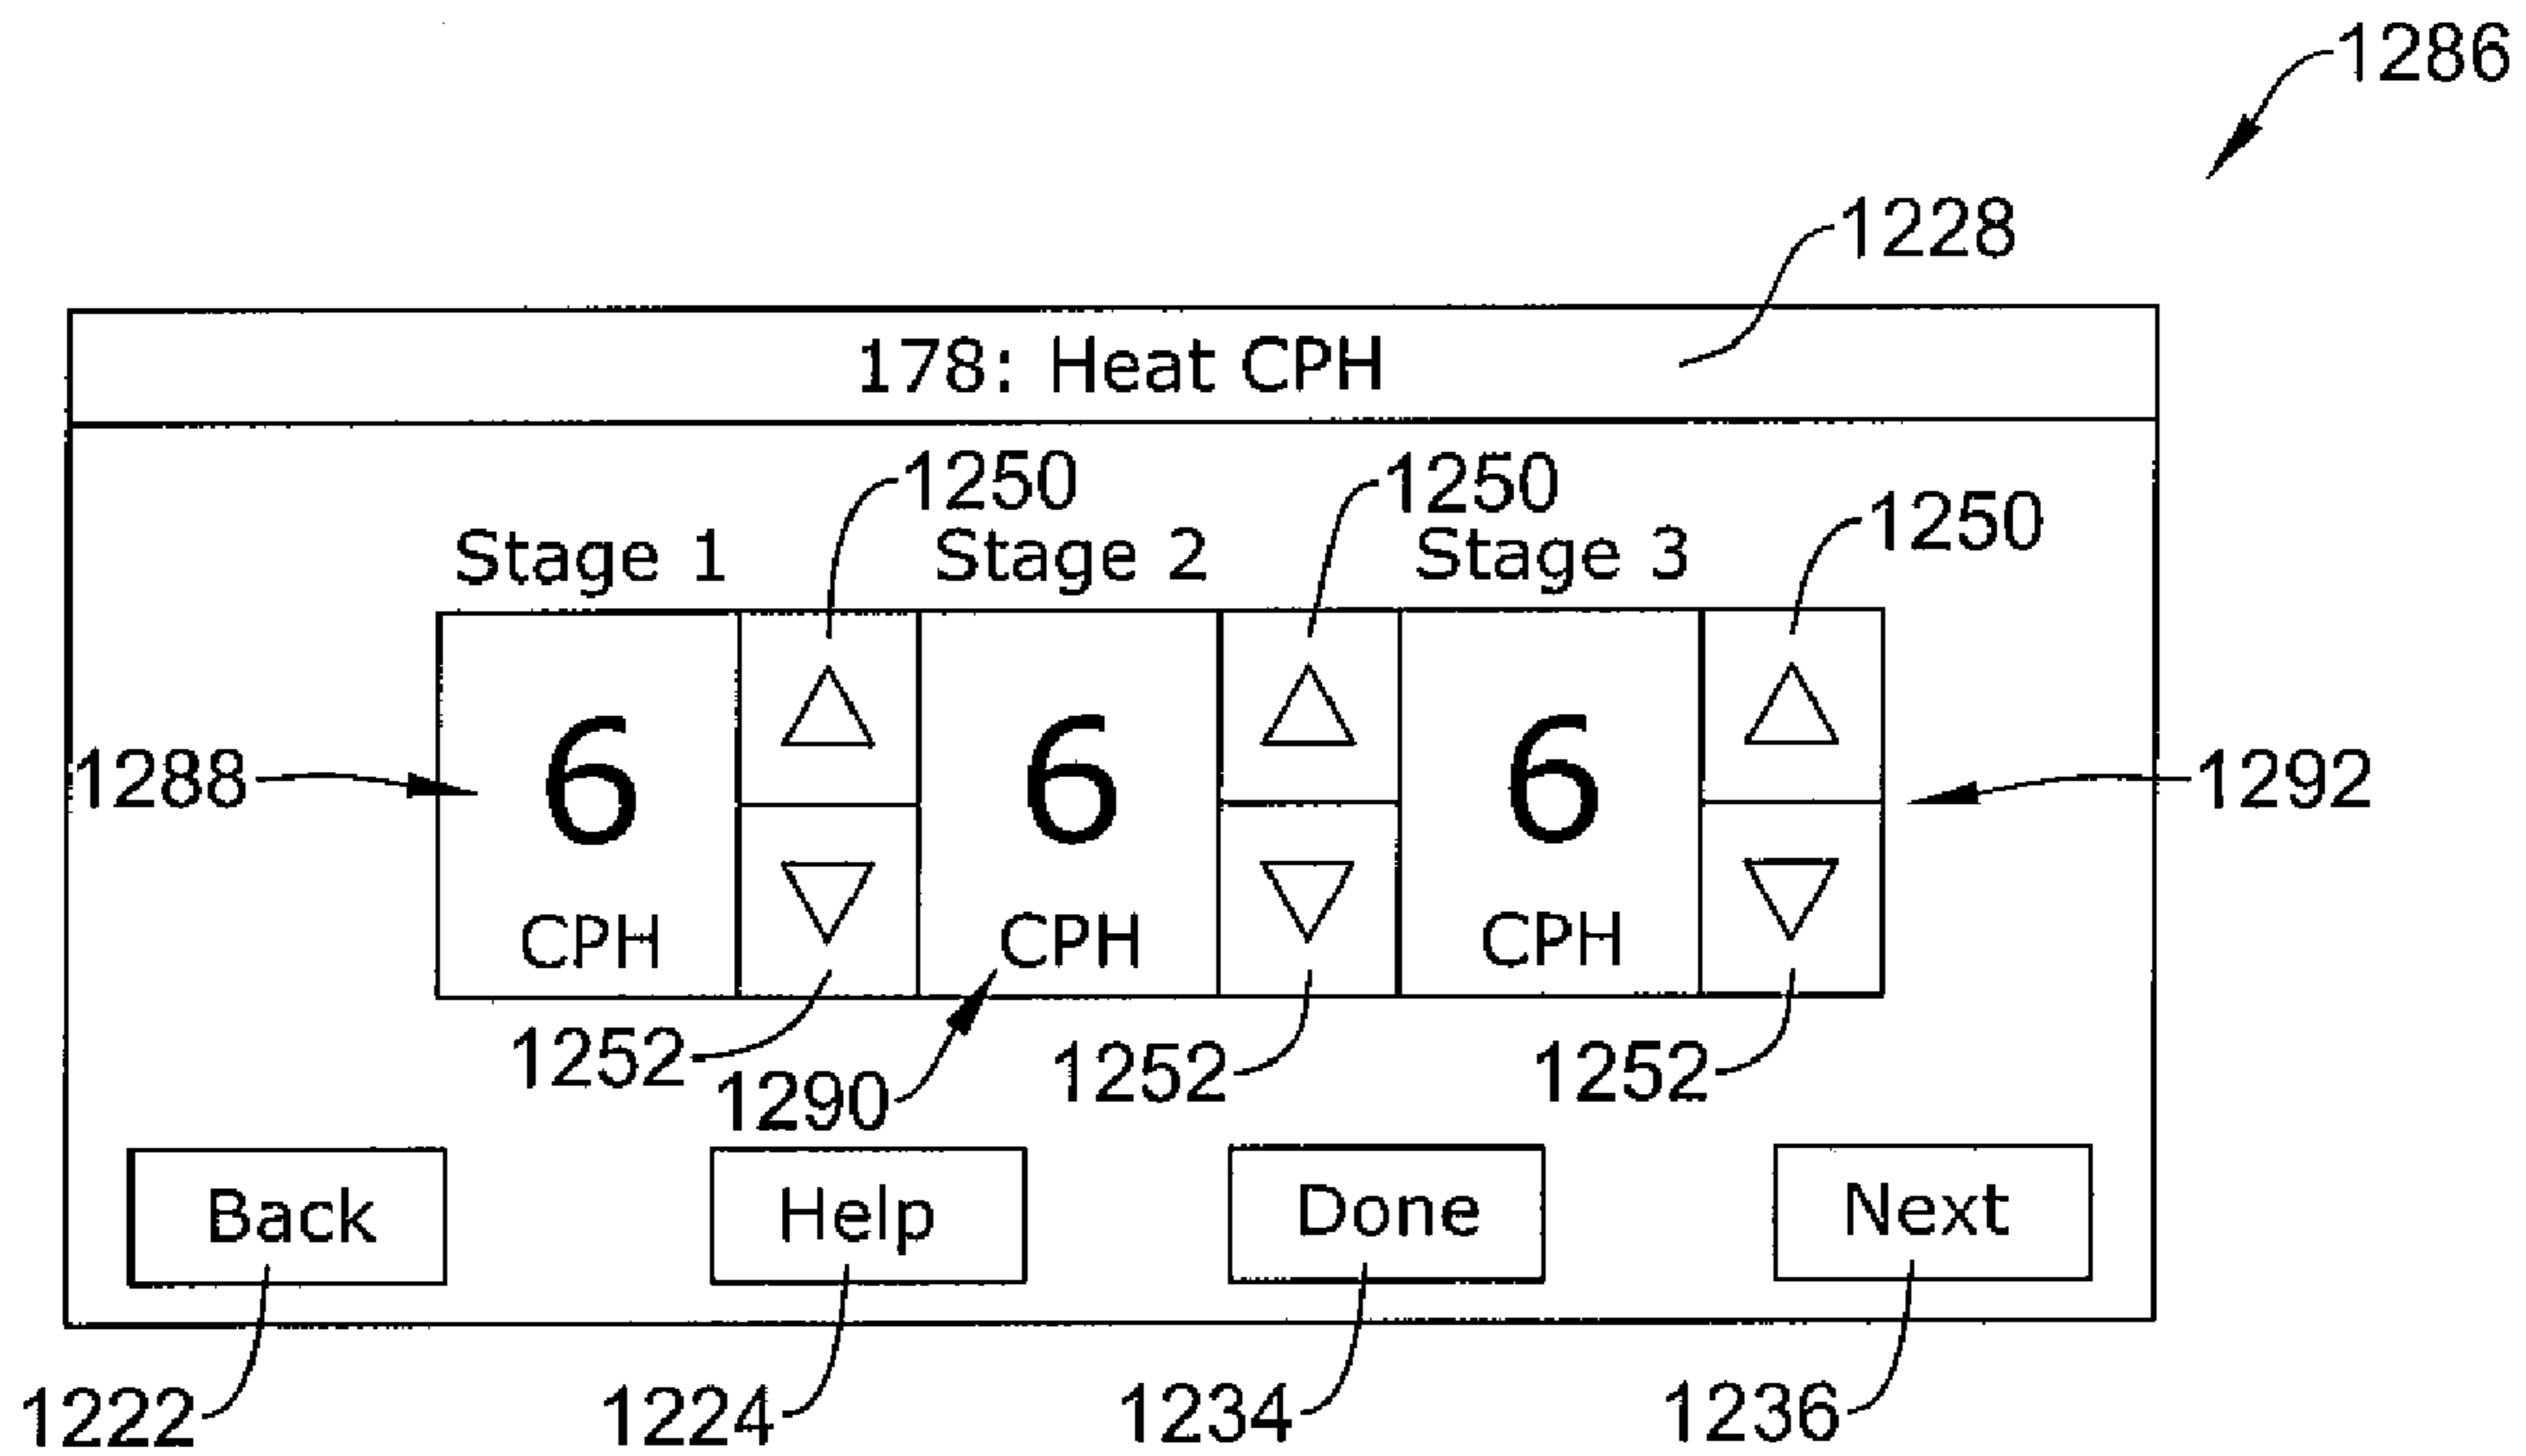 1286
1228
178: Heat CPH
1250 1250 1250
Stage 1 Stage 2 Stage 3
6 6 6
1288 1292
CPH CPH CPH
1252 1290 1252 1252
Back Help Done Next
1222 1224 1234 1236